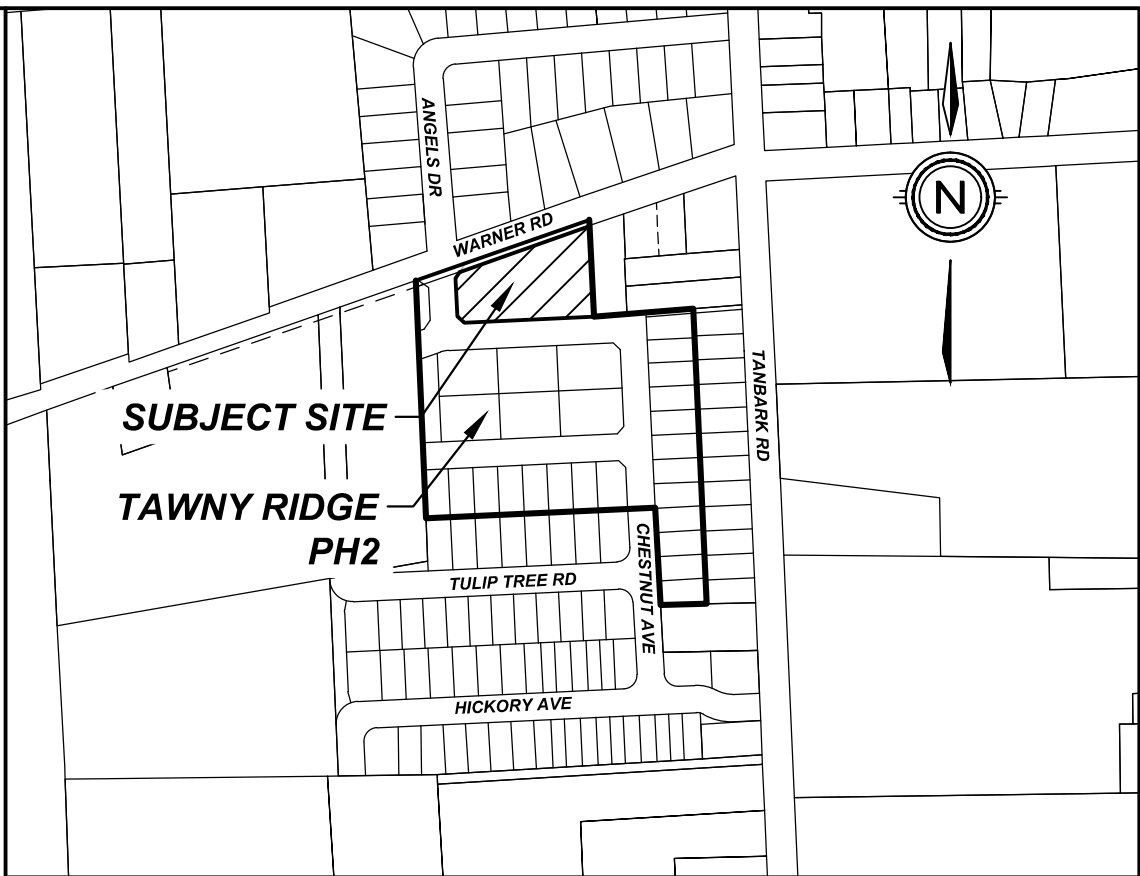 ANGELS DR
WARNER RD
N
SUBJECT SITE
TANBARK RD
TAWNY RIDGE
PH2
CHESTNUT AVE
TULIP TREE RD
HICKORY AVE